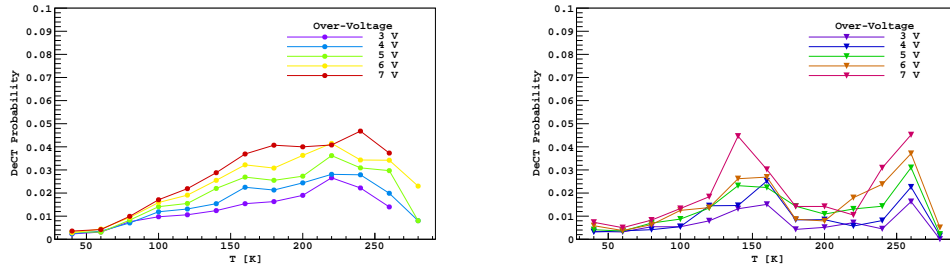 0.1
0.09
0.08
0.07
0.06
0.05
0.04
0.03
0.02
0.01
0
DeCT Probability
Over-Voltage
3 V
4 V
5 V
6 V
7 V
50 100 150 200 250
T [K]
0.1
0.09
0.08
0.07
0.06
0.05
0.04
0.03
0.02
0.01
0
DeCT Probability
Over-Voltage
3 V
4 V
5 V
6 V
7 V
50 100 150 200 250
T [K]